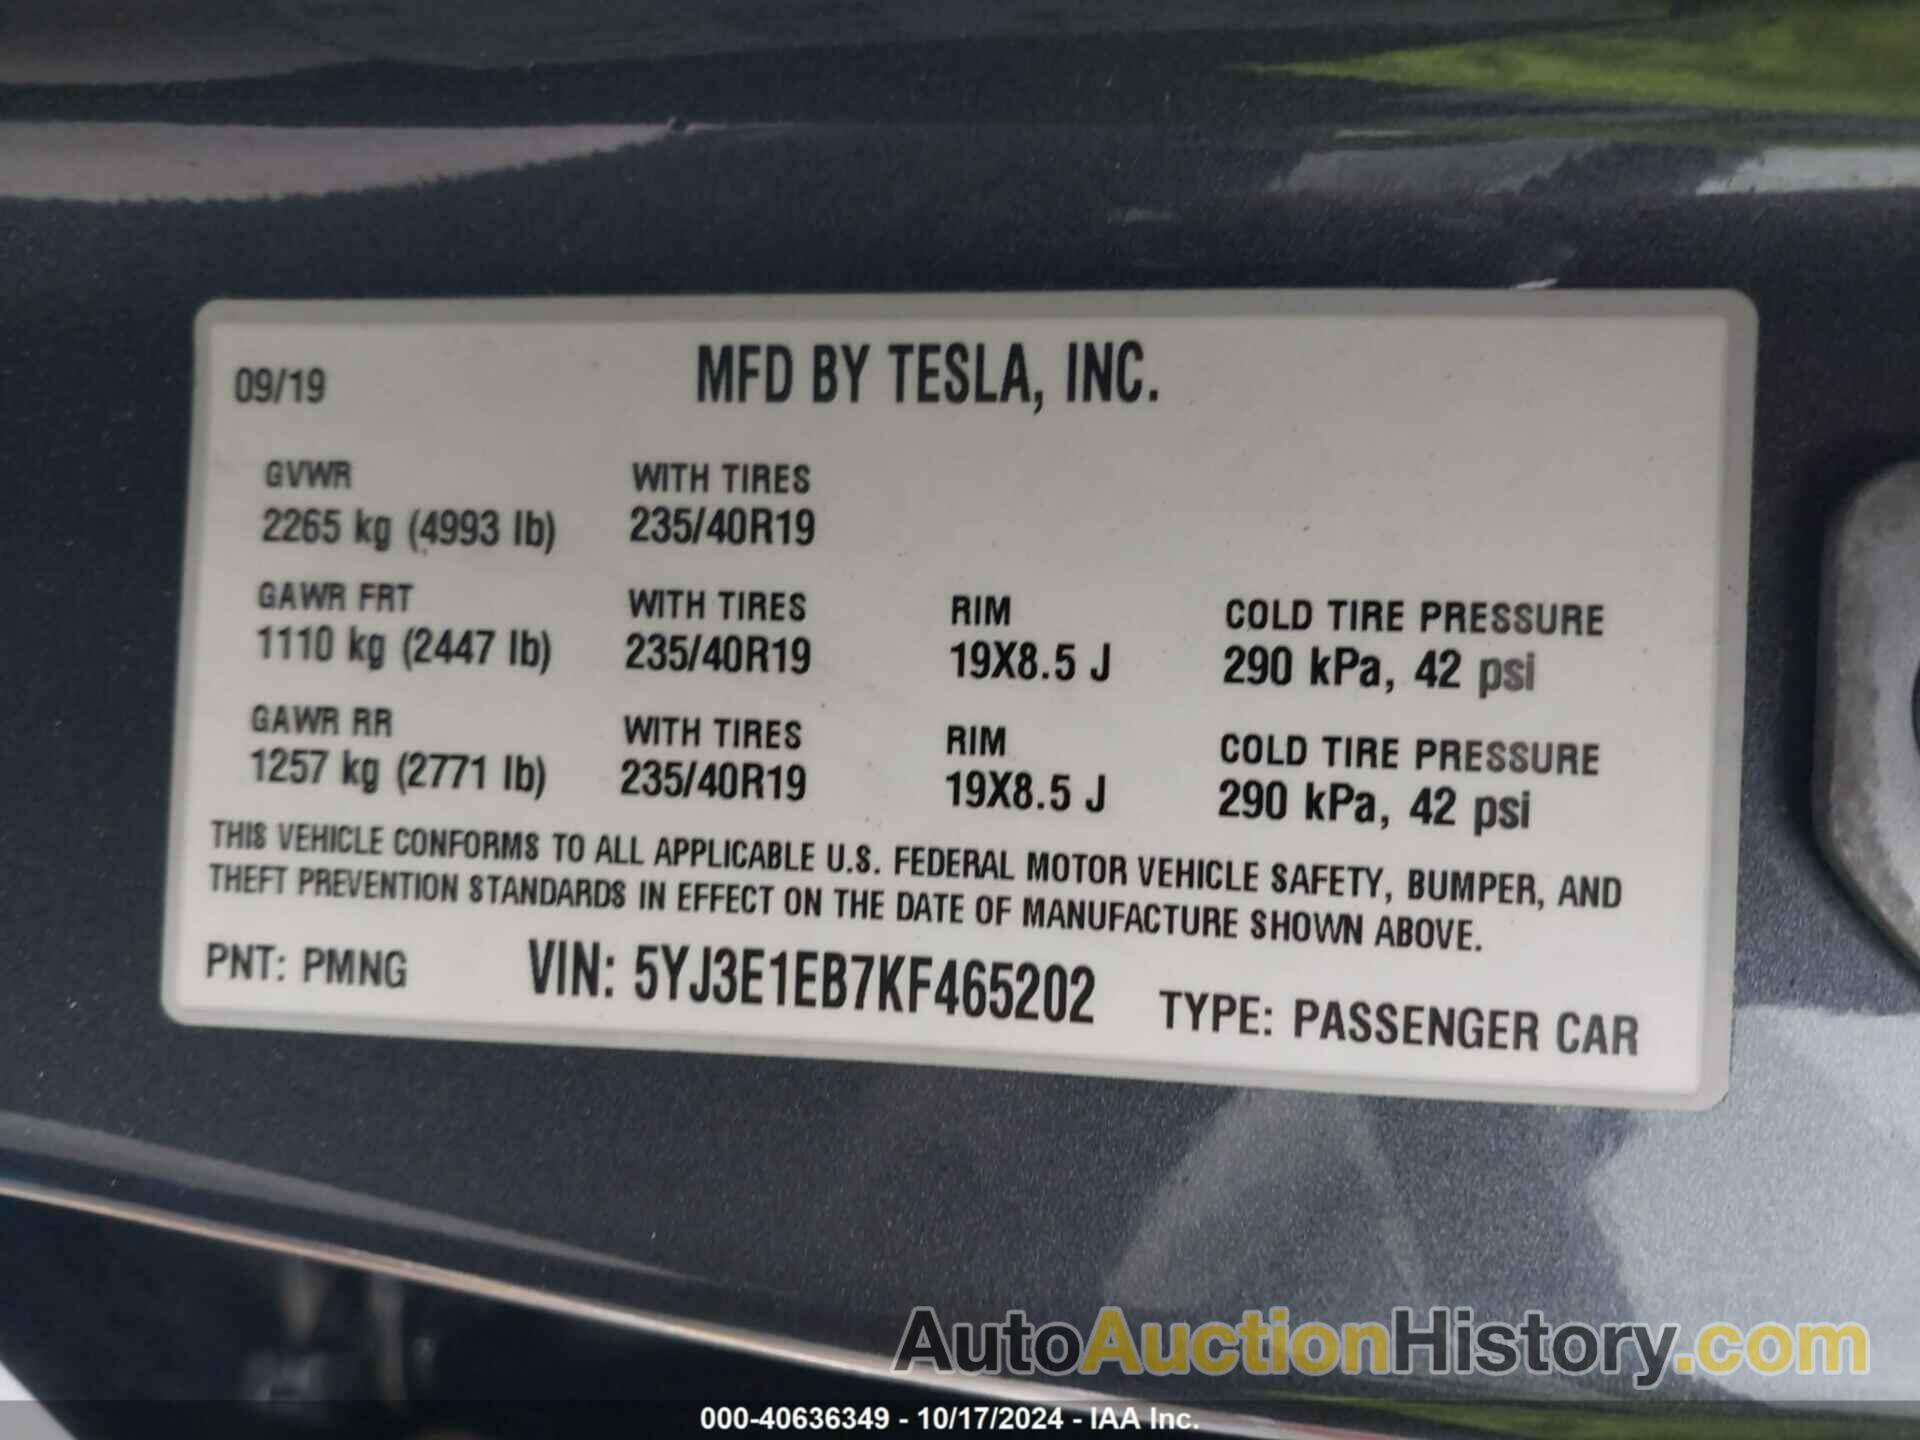 09/19 MFD BY TESLA, INC.
GVWR WITH TIRES
2265 kg (4993 lb) 235/40R19
GAWR FRT WITH TIRES RIM COLD TIRE PRESSURE
1110 kg (2447 lb) 235/40R19 19X8.5 J 290 kPa, 42 psi
GAWR RR WITH TIRES RIM COLD TIRE PRESSURE
1257 kg (2771 lb) 235/40R19 19X8.5 J 290 kPa, 42 psi
THIS VEHICLE CONFORMS TO ALL APPLICABLE U.S. FEDERAL MOTOR VEHICLE SAFETY, BUMPER, AND
THEFT PREVENTION STANDARDS IN EFFECT ON THE DATE OF MANUFACTURE SHOWN ABOVE.
PNT: PMNG VIN: 5YJ3E1EB7KF465202 TYPE: PASSENGER CAR
AutoAuctionHistory.com
000-40636349 - 10/17/2024 - IAA Inc.